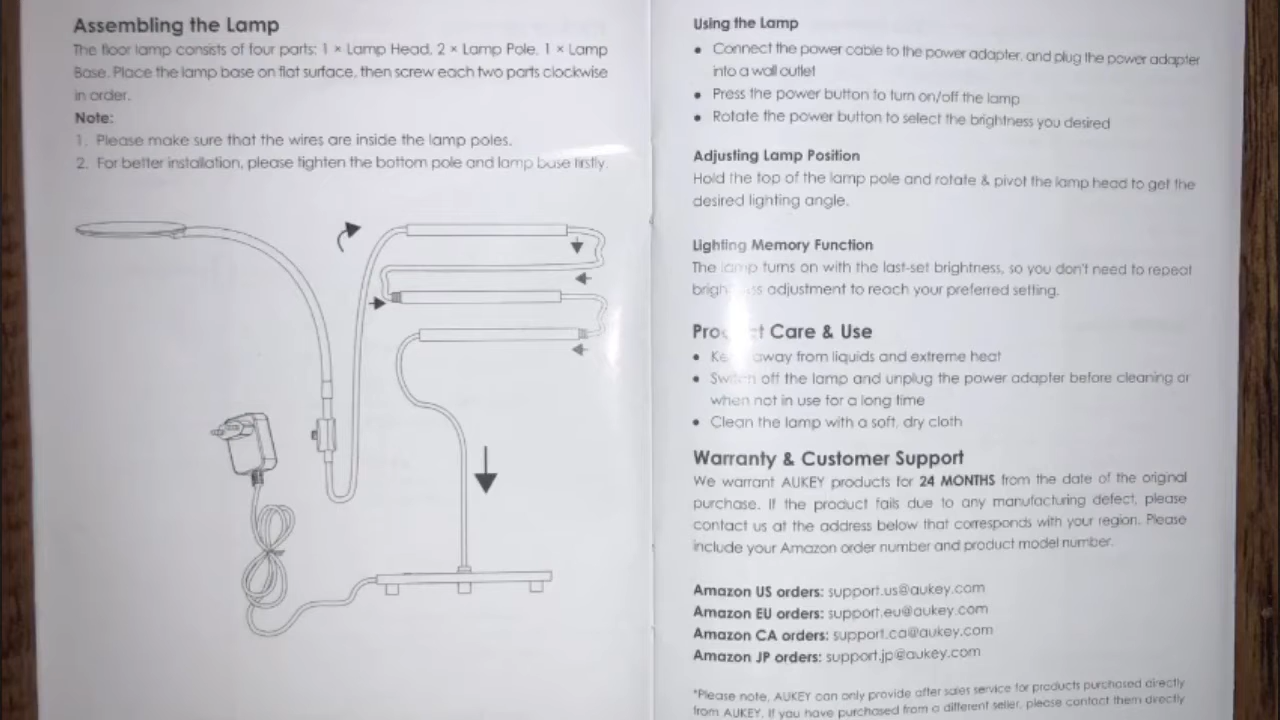 Assembling the Lamp
The floor lamp consists of four parts: 1 × Lamp Head, 2 × Lamp Pole, 1 × Lamp
Base. Place the lamp base on flat surface, then screw each two parts clockwise
in order.
Note:
1. Please make sure that the wires are inside the lamp poles.
2. For better installation, please tighten the bottom pole and lamp base firstly.
Using the Lamp
• Connect the power cable to the power adapter, and plug the power adapter
into a wall outlet
• Press the power button to turn on/off the lamp
• Rotate the power button to select the brightness you desired
Adjusting Lamp Position
Hold the top of the lamp pole and rotate & pivot the lamp head to get the
desired lighting angle.
Lighting Memory Function
The lamp turns on with the last-set brightness, so you don't need to repeat
brightness adjustment to reach your preferred setting.
Product Care & Use
• Keep away from liquids and extreme heat
• Switch off the lamp and unplug the power adapter before cleaning or
when not in use for a long time
• Clean the lamp with a soft, dry cloth
Warranty & Customer Support
We warrant AUKEY products for 24 MONTHS from the date of the original
purchase. If the product fails due to any manufacturing defect, please
contact us at the address below that corresponds with your region. Please
include your Amazon order number and product model number.
Amazon US orders: support.us@aukey.com
Amazon EU orders: support.eu@aukey.com
Amazon CA orders: support.ca@aukey.com
Amazon JP orders: support.jp@aukey.com
*Please note, AUKEY can only provide after sales service for products purchased directly
from AUKEY. If you have purchased from a different seller, please contact them directly